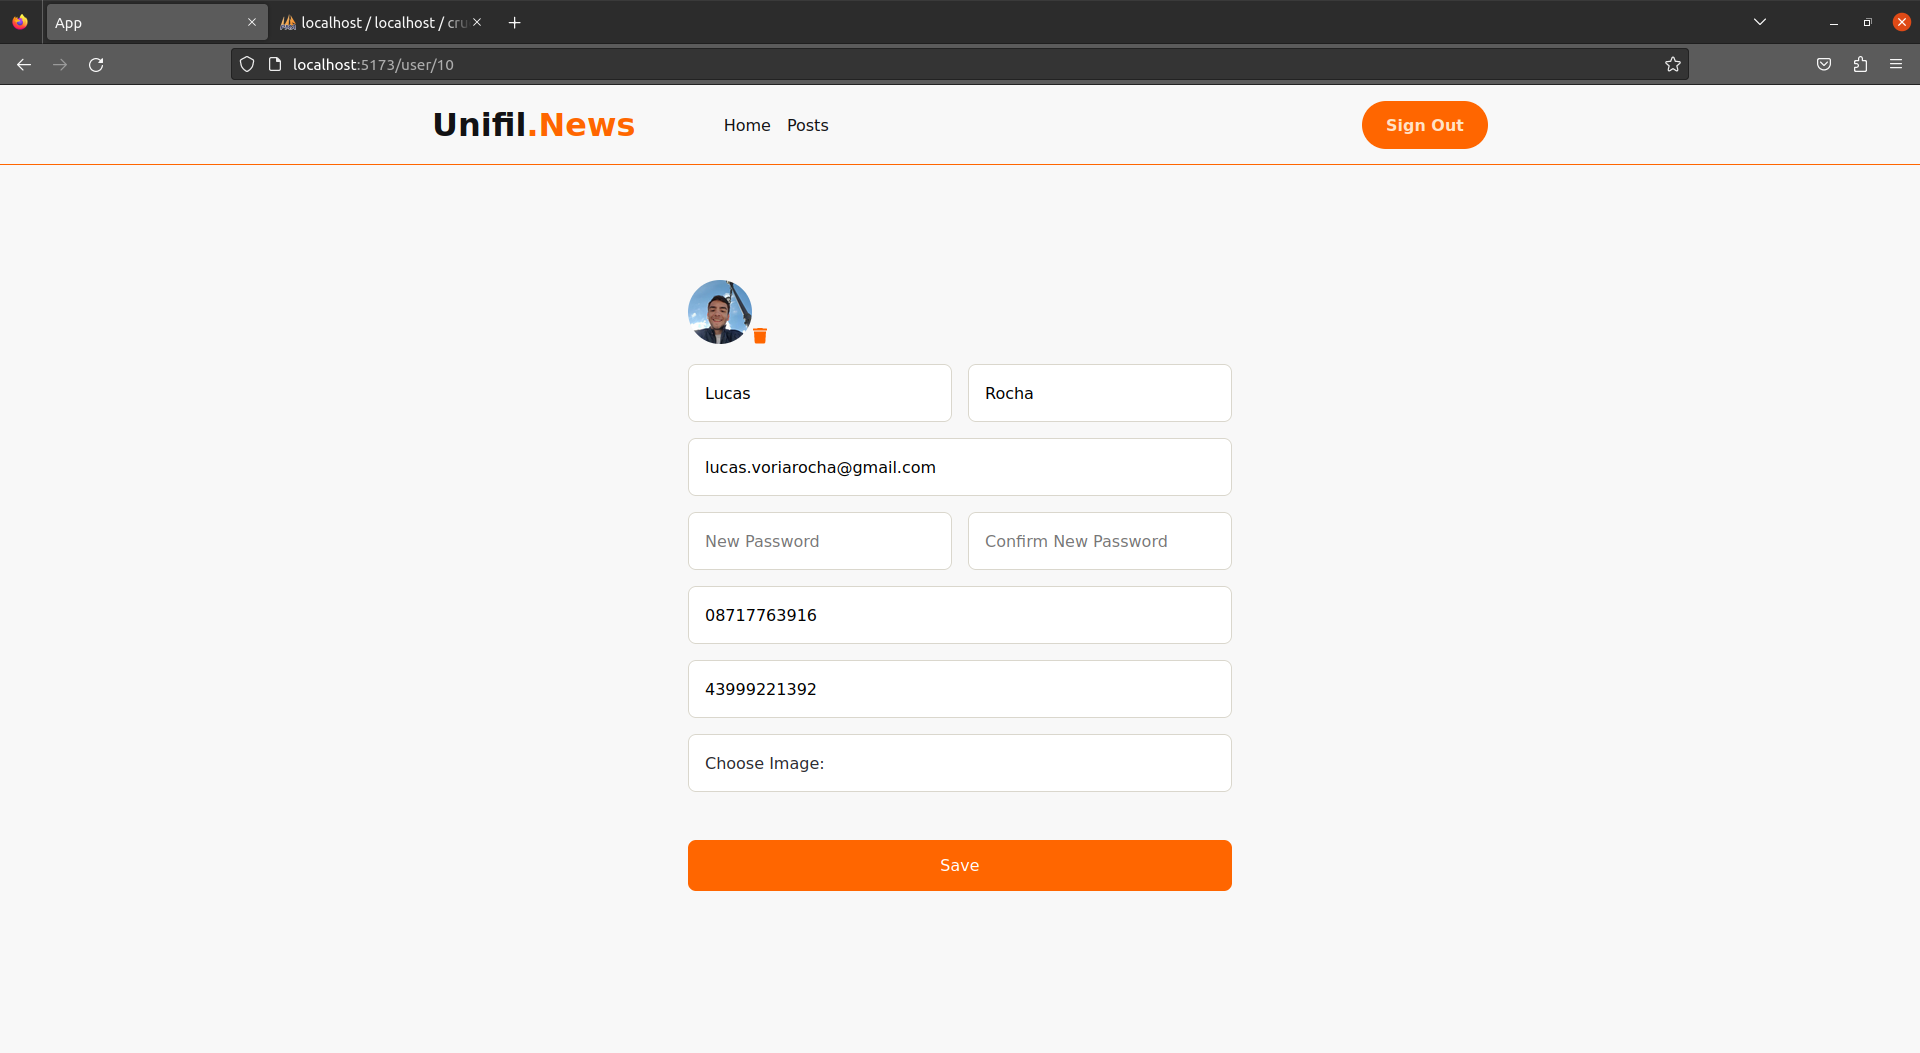 App
localhost / localhost / cru
localhost:5173/user/10
Unifil.News
Home
Posts
Sign Out
Lucas
Rocha
lucas.voriarocha@gmail.com
New Password
Confirm New Password
08717763916
43999221392
Choose Image:
Save